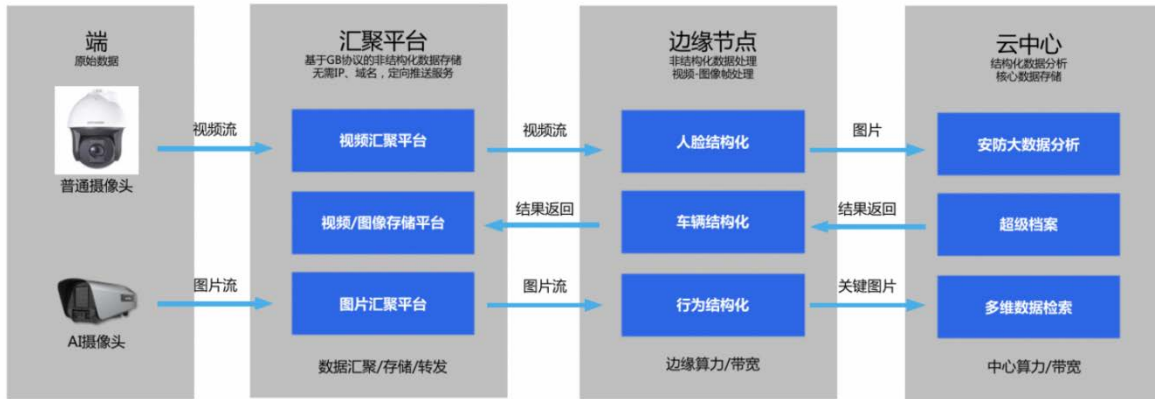 端
原始数据
普通摄像头
AI摄像头
视频流
图片流
汇聚平台
基于GB协议的非结构化数据存储
无需IP、域名，定向推送服务
视频汇聚平台
视频/图像存储平台
图片汇聚平台
数据汇聚/存储/转发
视频流
结果返回
图片流
边缘节点
非结构化数据处理
视频-图像帧处理
人脸结构化
车辆结构化
行为结构化
边缘算力/带宽
图片
结果返回
关键图片
云中心
结构化数据分析
核心数据存储
安防大数据分析
超级档案
多维数据检索
中心算力/带宽